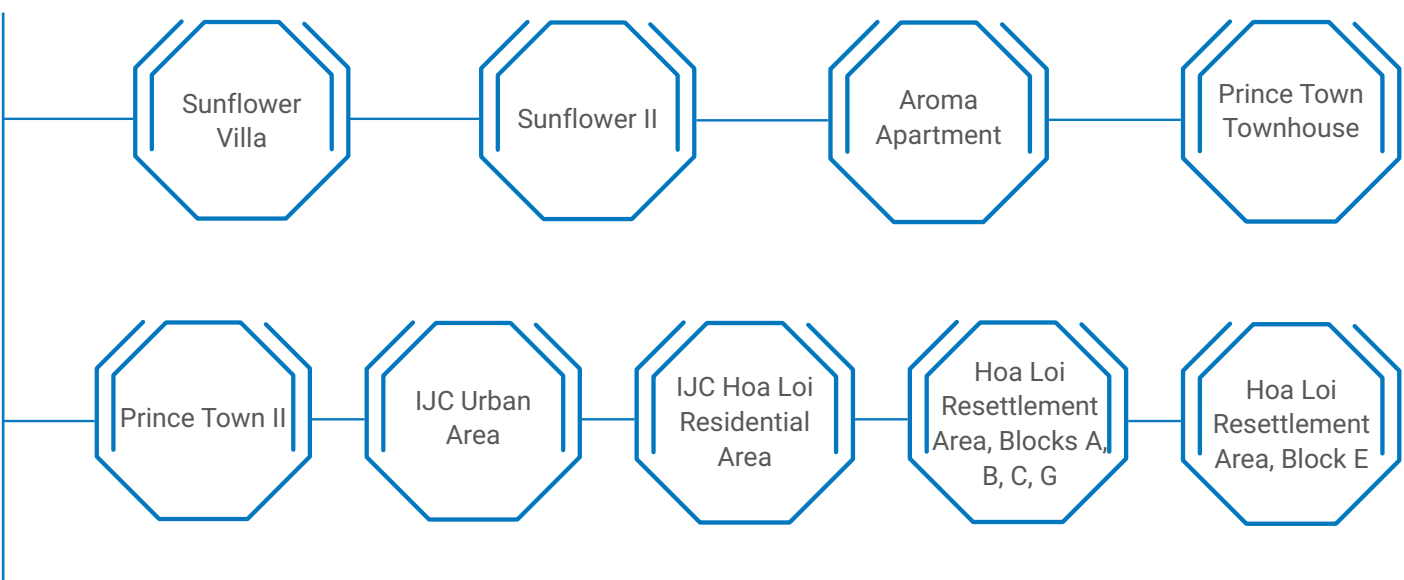 Sunflower
Villa
Sunflower II
Aroma
Apartment
Prince Town
Townhouse
Prince Town II
IJC Urban
Area
IJC Hoa Loi
Residential
Area
Hoa Loi
Resettlement
Area, Blocks A,
B, C, G
Hoa Loi
Resettlement
Area, Block E